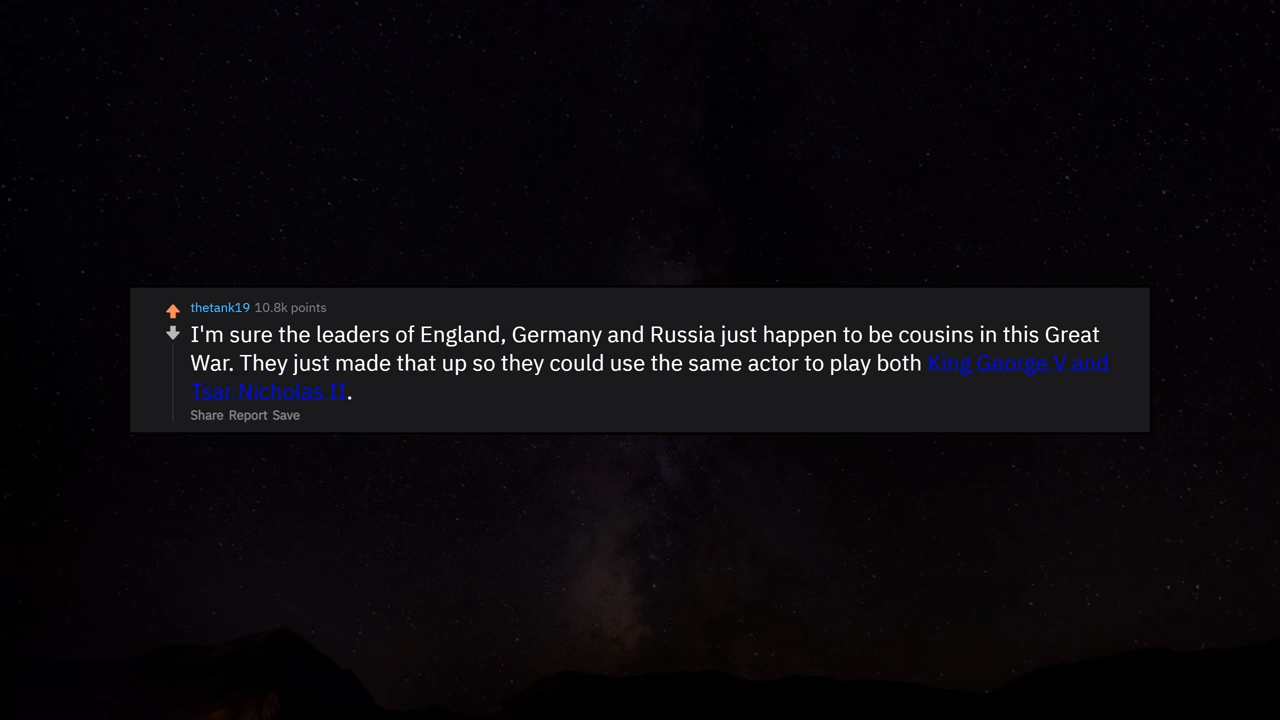 thetank19 10.8k points
I'm sure the leaders of England, Germany and Russia just happen to be cousins in this Great
War. They just made that up so they could use the same actor to play both King George V and
Tsar Nicholas II.
Share Report Save